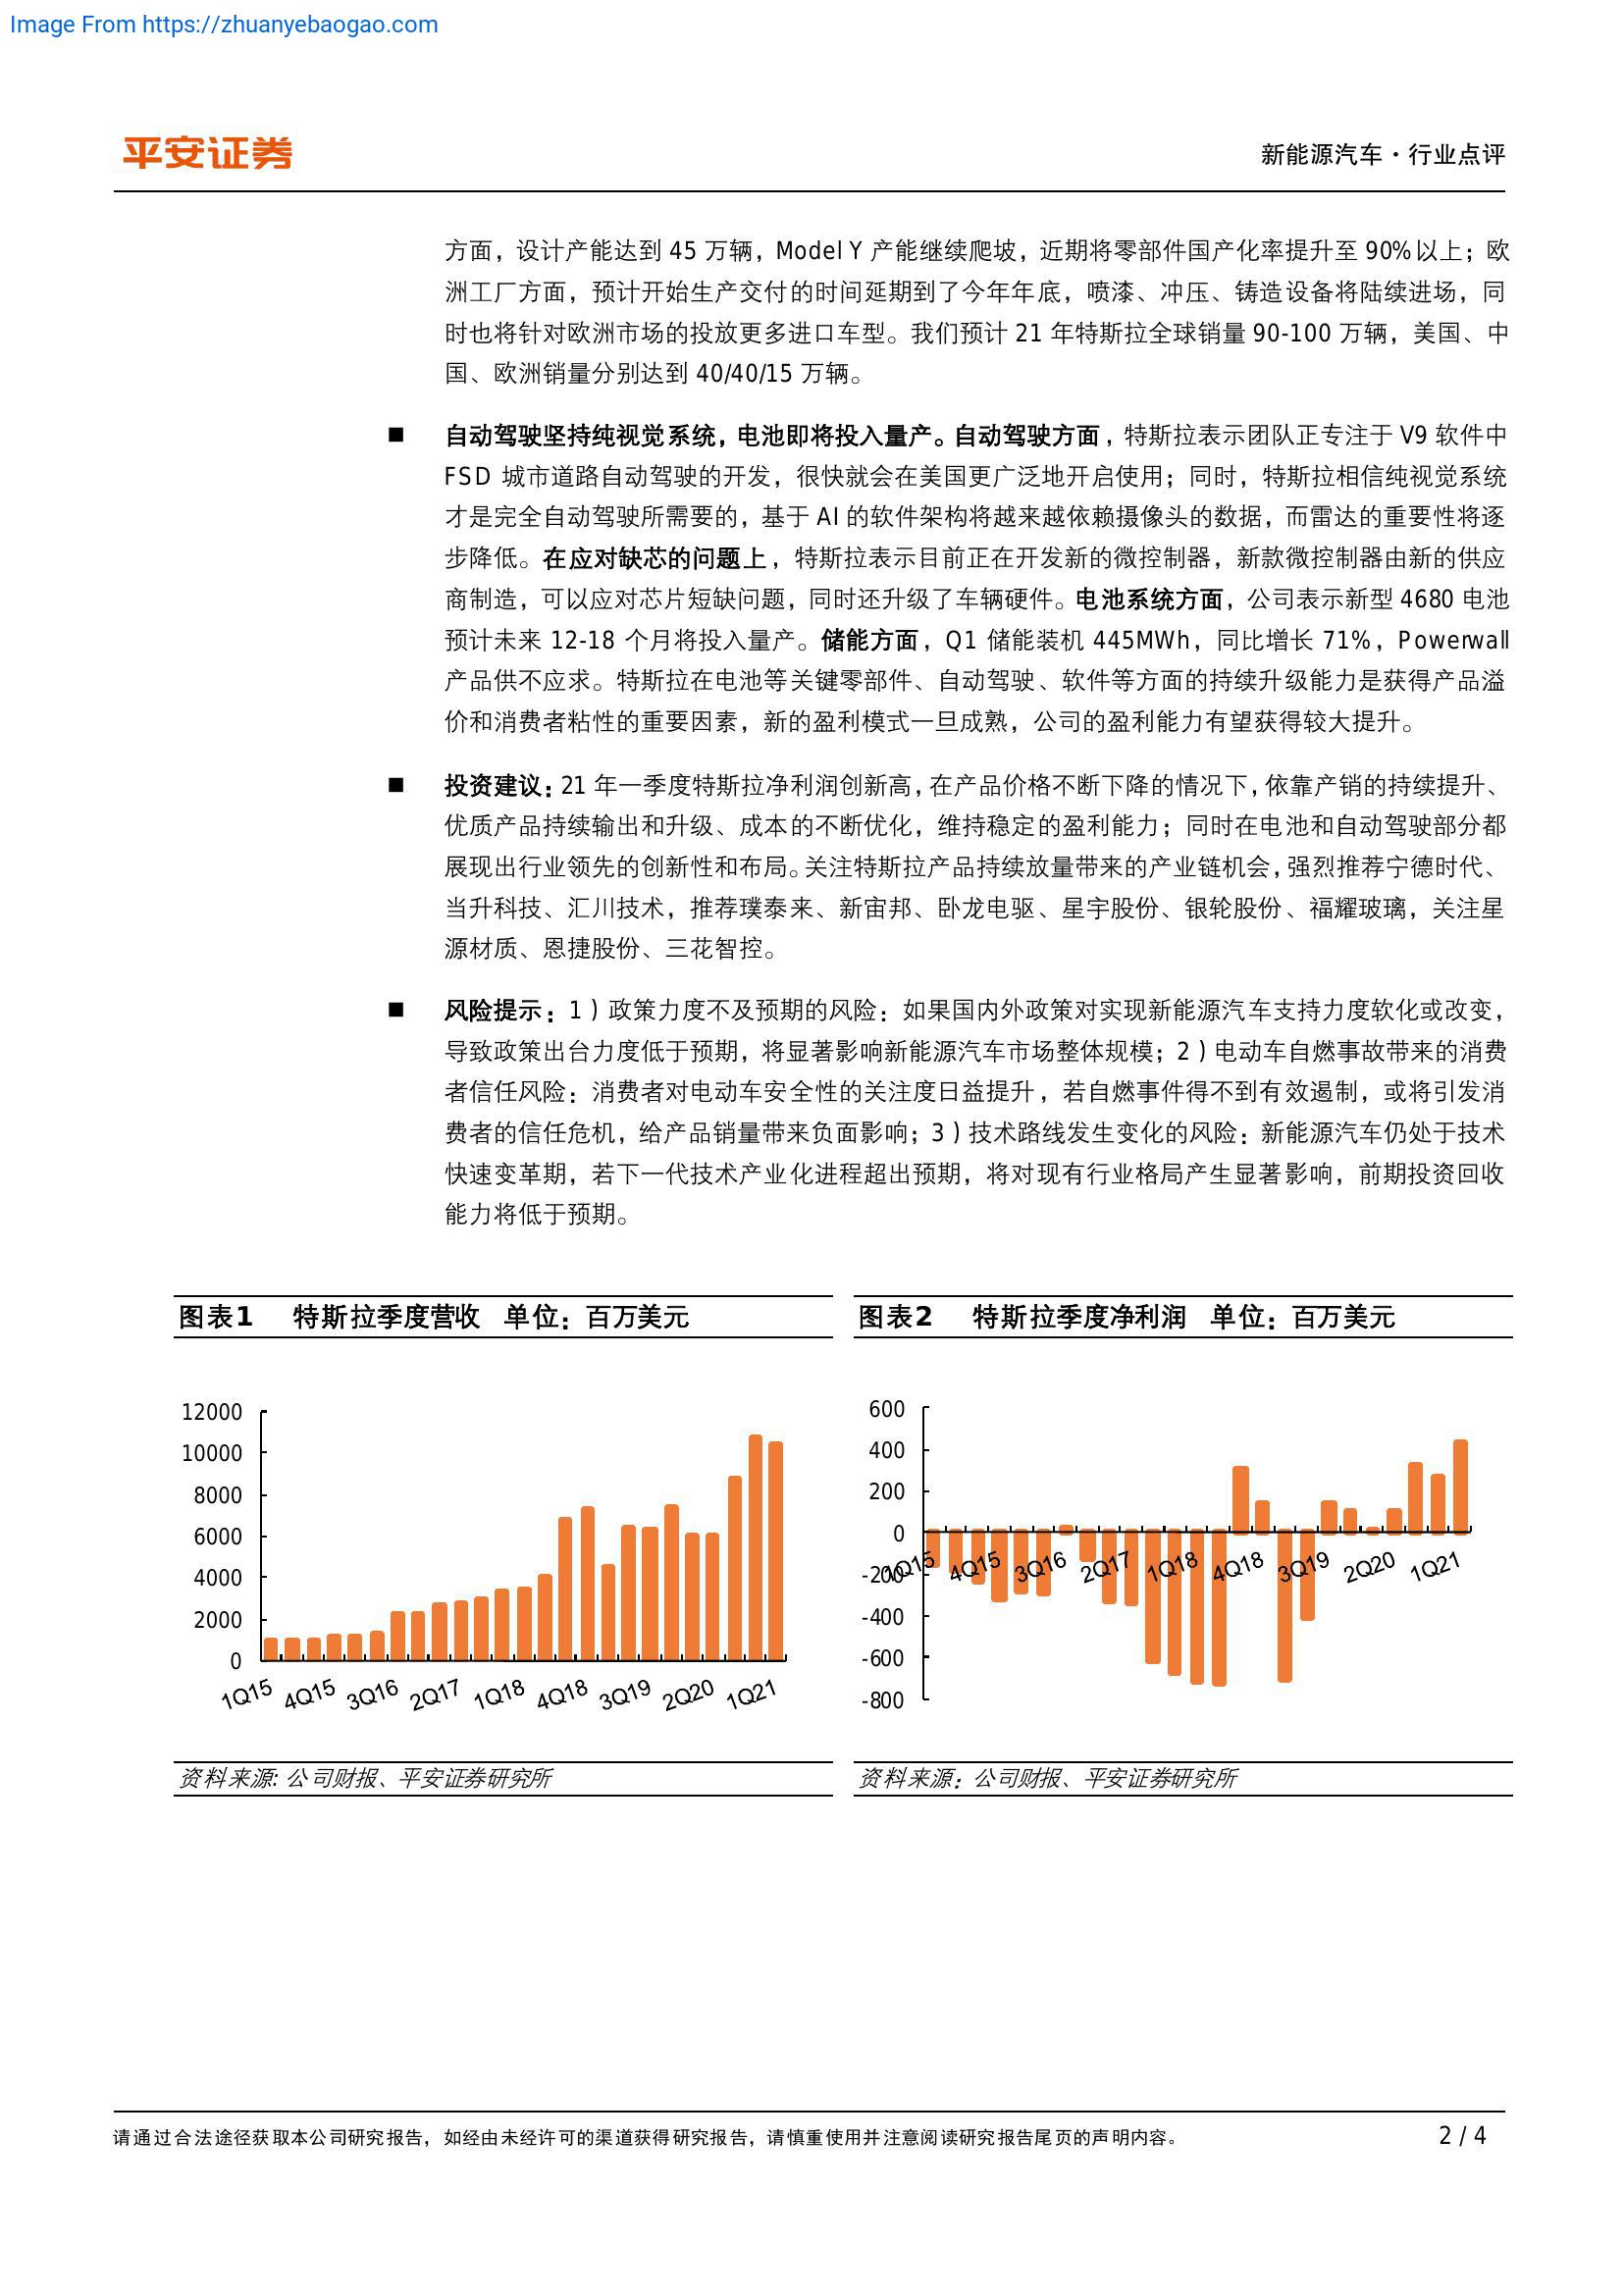 Image From https://zhuanyebaogao.com
平安证券
新能源汽车·行业点评
方面，设计产能达到 45 万辆，Model Y 产能继续爬坡，近期将零部件国产化率提升至 90%以上；欧
洲工厂方面，预计开始生产交付的时间延期到了今年年底，喷漆、冲压、铸造设备将陆续进场，同
时也将针对欧洲市场的投放更多进口车型。我们预计 21 年特斯拉全球销量 90-100 万辆，美国、中
国、欧洲销量分别达到 40/40/15 万辆。
■ 自动驾驶坚持纯视觉系统，电池即将投入量产。自动驾驶方面，特斯拉表示团队正专注于 V9 软件中
FSD 城市道路自动驾驶的开发，很快就会在美国更广泛地开启使用；同时，特斯拉相信纯视觉系统
才是完全自动驾驶所需要的，基于 AI 的软件架构将越来越依赖摄像头的数据，而雷达的重要性将逐
步降低。在应对缺芯的问题上，特斯拉表示目前正在开发新的微控制器，新款微控制器由新的供应
商制造，可以应对芯片短缺问题，同时还升级了车辆硬件。电池系统方面，公司表示新型 4680 电池
预计未来 12-18 个月将投入量产。储能方面，Q1 储能装机 445MWh，同比增长 71%，Powerwall
产品供不应求。特斯拉在电池等关键零部件、自动驾驶、软件等方面的持续升级能力是获得产品溢
价和消费者粘性的重要因素，新的盈利模式一旦成熟，公司的盈利能力有望获得较大提升。
■ 投资建议：21 年一季度特斯拉净利润创新高，在产品价格不断下降的情况下，依靠产销的持续提升、
优质产品持续输出和升级、成本的不断优化，维持稳定的盈利能力；同时在电池和自动驾驶部分都
展现出行业领先的创新性和布局。关注特斯拉产品持续放量带来的产业链机会，强烈推荐宁德时代、
当升科技、汇川技术，推荐璞泰来、新宙邦、卧龙电驱、星宇股份、银轮股份、福耀玻璃，关注星
源材质、恩捷股份、三花智控。
■ 风险提示：1）政策力度不及预期的风险：如果国内外政策对实现新能源汽车支持力度软化或改变，
导致政策出台力度低于预期，将显著影响新能源汽车市场整体规模；2）电动车自燃事故带来的消费
者信任风险：消费者对电动车安全性的关注度日益提升，若自燃事件得不到有效遏制，或将引发消
费者的信任危机，给产品销量带来负面影响；3）技术路线发生变化的风险：新能源汽车仍处于技术
快速变革期，若下一代技术产业化进程超出预期，将对现有行业格局产生显著影响，前期投资回收
能力将低于预期。
图表1 特斯拉季度营收 单位：百万美元
12000
10000
8000
6000
4000
2000
0
1Q15 4Q15 3Q16 2Q17 1Q18 4Q18 3Q19 2Q20 1Q21
资料来源: 公司财报、平安证券研究所
图表2 特斯拉季度净利润 单位：百万美元
600
400
200
0
-200
-400
-600
-800
1Q15 4Q15 3Q16 2Q17 1Q18 4Q18 3Q19 2Q20 1Q21
资料来源：公司财报、平安证券研究所
请通过合法途径获取本公司研究报告，如经由未经许可的渠道获得研究报告，请慎重使用并注意阅读研究报告尾页的声明内容。
2 / 4